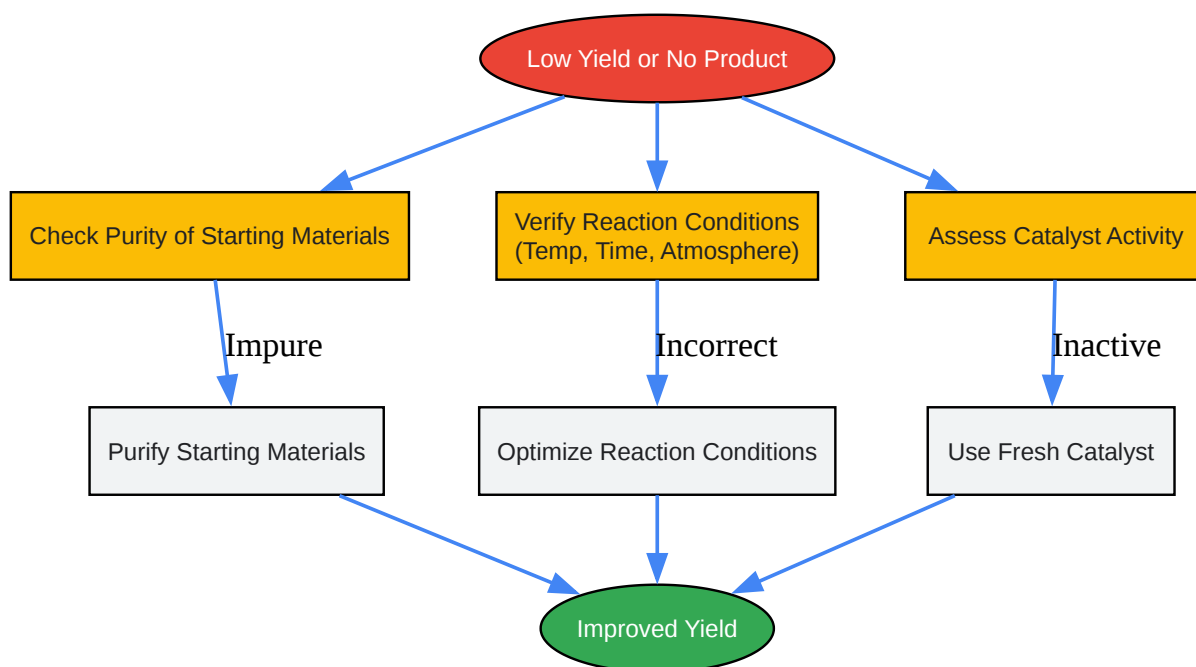 Low Yield or No Product
Check Purity of Starting Materials
Verify Reaction Conditions
(Temp, Time, Atmosphere)
Assess Catalyst Activity
Impure
Incorrect
Inactive
Purify Starting Materials
Optimize Reaction Conditions
Use Fresh Catalyst
Improved Yield